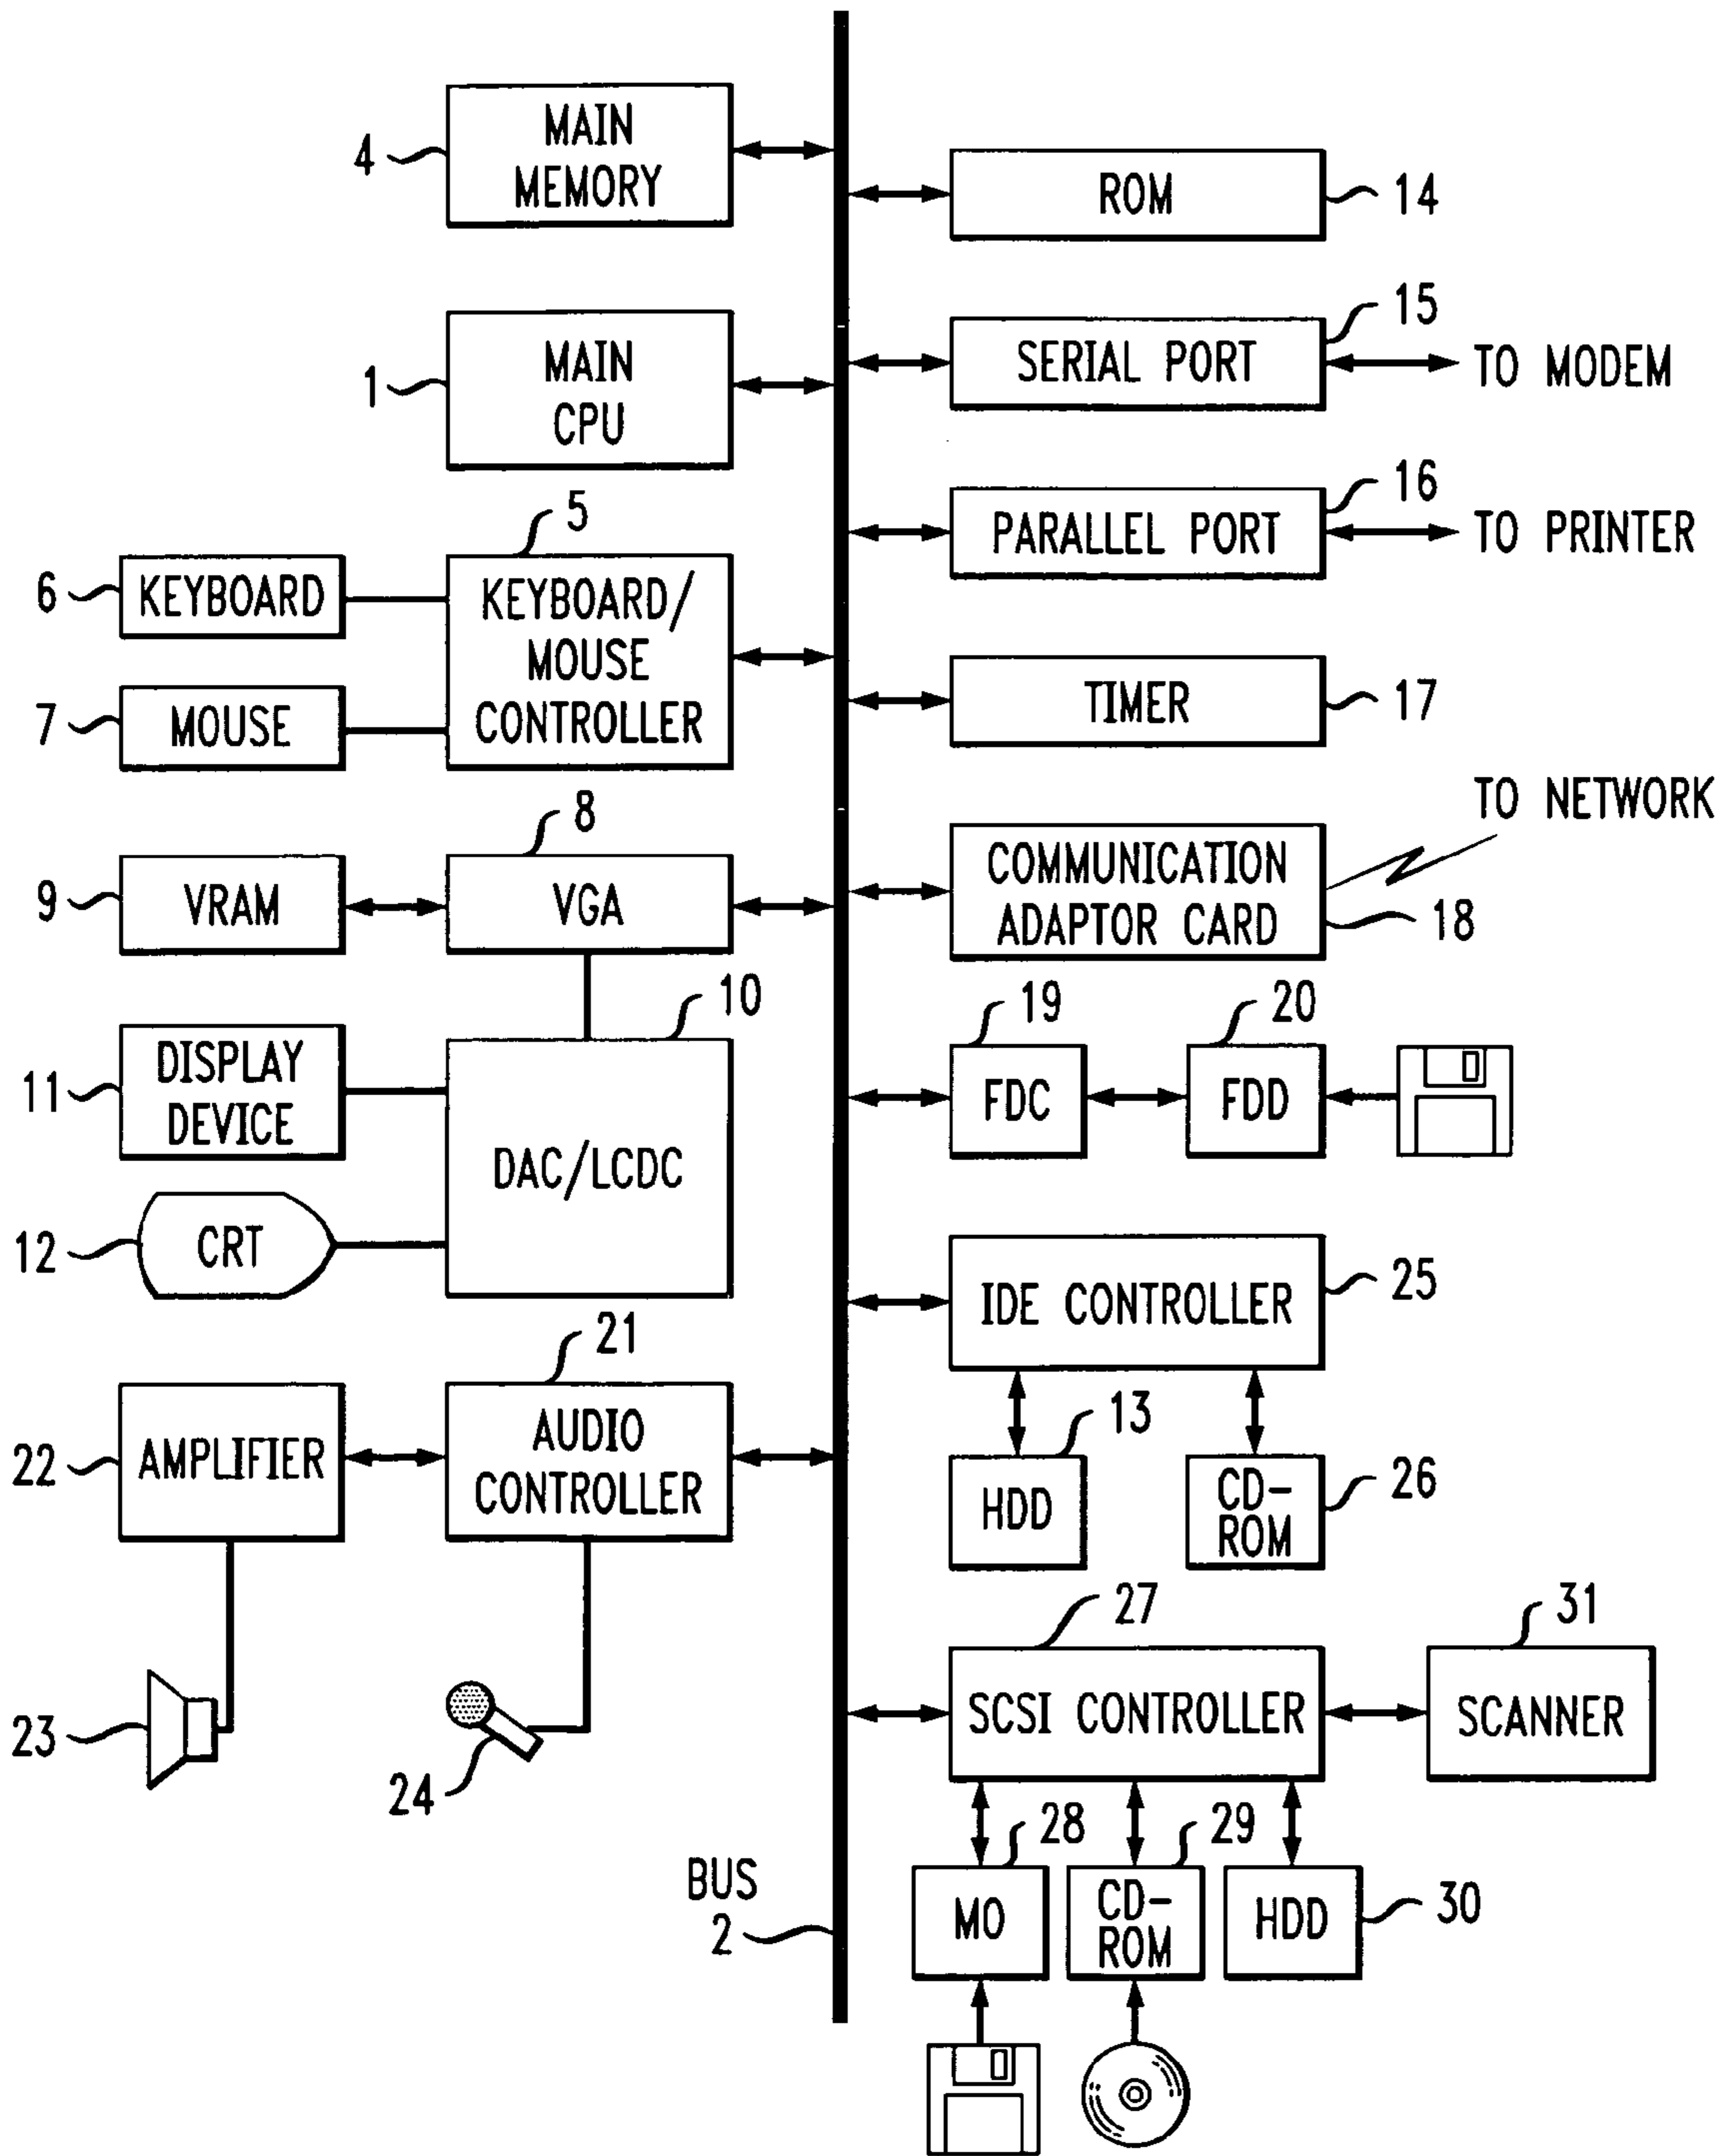 4
MAIN
MEMORY
ROM
14
1
MAIN
CPU
15
SERIAL PORT
TO MODEM
16
PARALLEL PORT
TO PRINTER
5
6
KEYBOARD
KEYBOARD/
MOUSE
CONTROLLER
7
MOUSE
TIMER
17
8
9
VRAM
VGA
TO NETWORK
COMMUNICATION
ADAPTOR CARD
18
10
11
DISPLAY
DEVICE
DAC/LCDC
12
CRT
19
FDC
20
FDD
IDE CONTROLLER
25
13
HDD
CD-
ROM
26
21
22
AMPLIFIER
AUDIO
CONTROLLER
23
24
27
SCSI CONTROLLER
31
SCANNER
28
MO
29
CD-
ROM
HDD
30
BUS
2